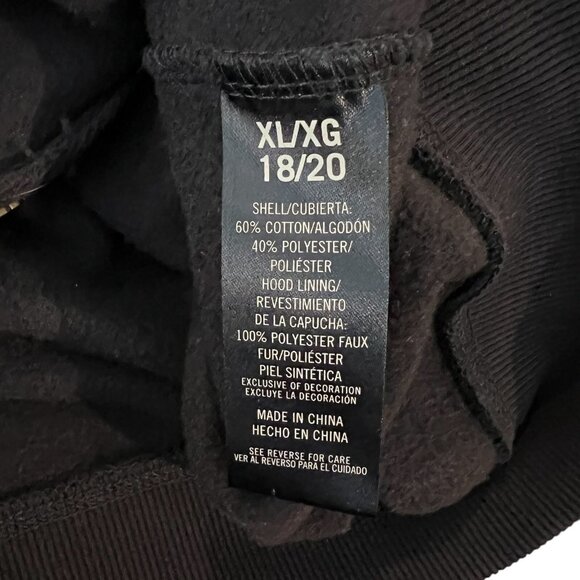 XL/XG
18/20
SHELL/CUBIERTA:
60% COTTON/ALGODÓN
40% POLYESTER/
POLIÉSTER
HOOD LINING/
REVESTIMIENTO
DE LA CAPUCHA:
100% POLYESTER FAUX
FUR/POLIÉSTER
PIEL SINTÉTICA
EXCLUSIVE OF DECORATION
EXCLUYE LA DECORACIÓN
MADE IN CHINA
HECHO EN CHINA
SEE REVERSE FOR CARE
VER AL REVERSO PARA EL CUIDADO